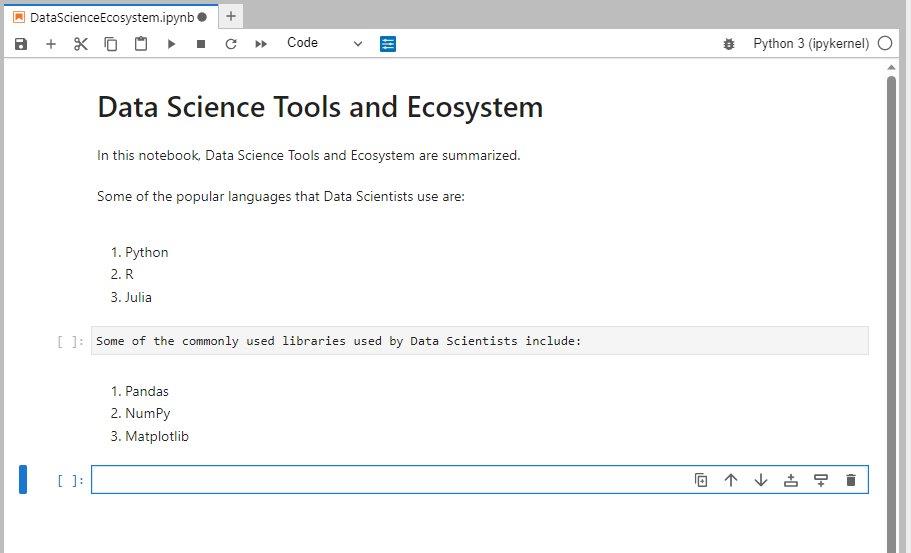 DataScienceEcosystem.ipynb
Code
Python 3 (ipykernel)
Data Science Tools and Ecosystem
In this notebook, Data Science Tools and Ecosystem are summarized.
Some of the popular languages that Data Scientists use are:
1. Python
2. R
3. Julia
[ ]: Some of the commonly used libraries used by Data Scientists include:
1. Pandas
2. NumPy
3. Matplotlib
[ ]: